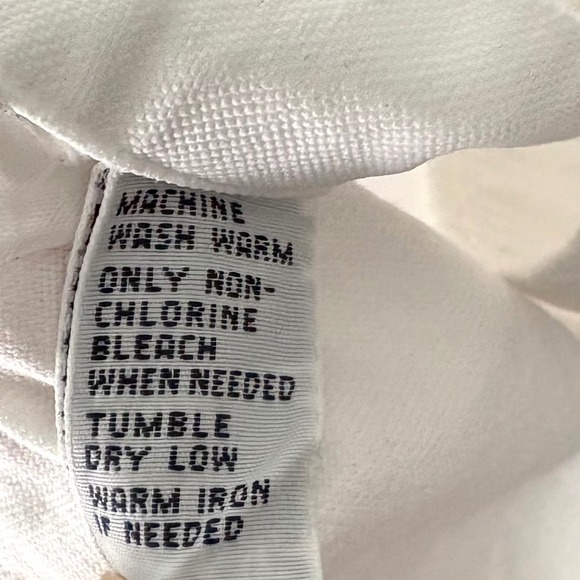 MACHINE
WASH WARM
ONLY NON-
CHLORINE
BLEACH
WHEN NEEDED
TUMBLE
DRY LOW
WARM IRON
IF NEEDED